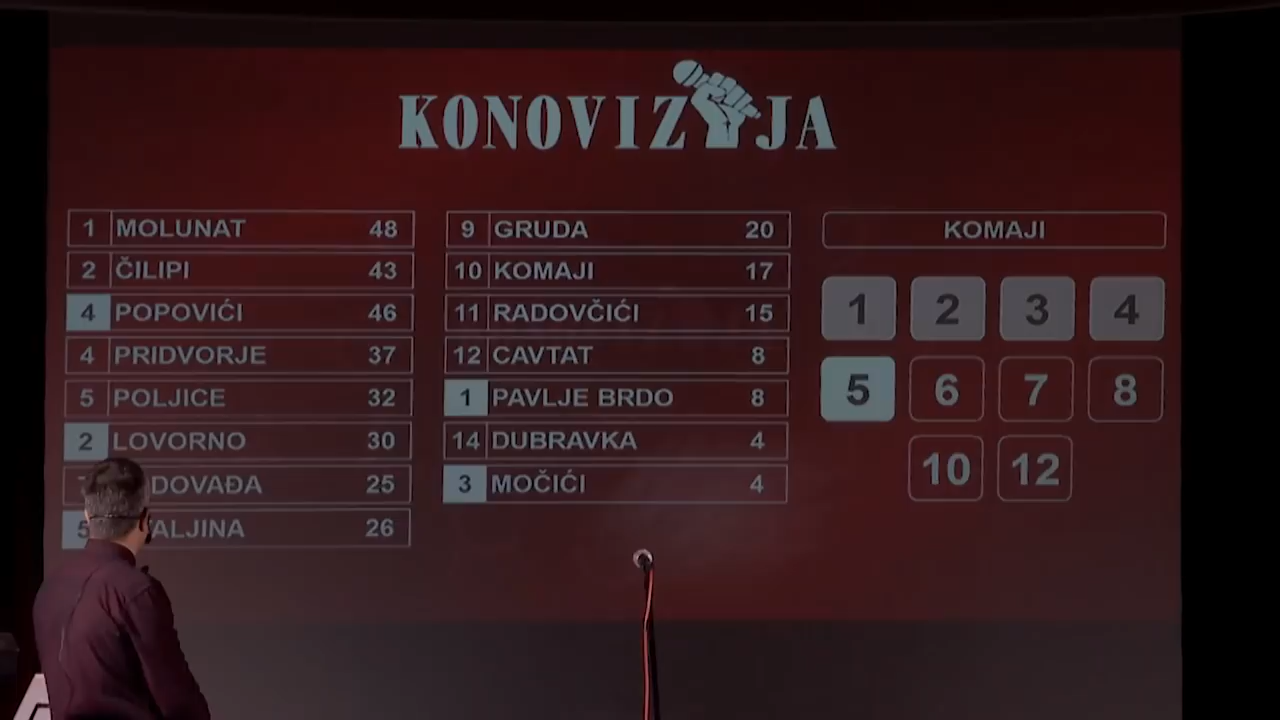 KONOVIZIJA
1 MOLUNAT 48
2 ČILIPI 43
4 POPOVIĆI 46
4 PRIDVORJE 37
5 POLJICE 32
2 LOVORNO 30
DOVAĐA 25
5 ALJINA 26
9 GRUDA 20
10 KOMAJI 17
11 RADOVČIĆI 15
12 CAVTAT 8
1 PAVLJE BRDO 8
14 DUBRAVKA 4
3 MOČIĆI 4
KOMAJI
1 2 3 4
5 6 7 8
10 12